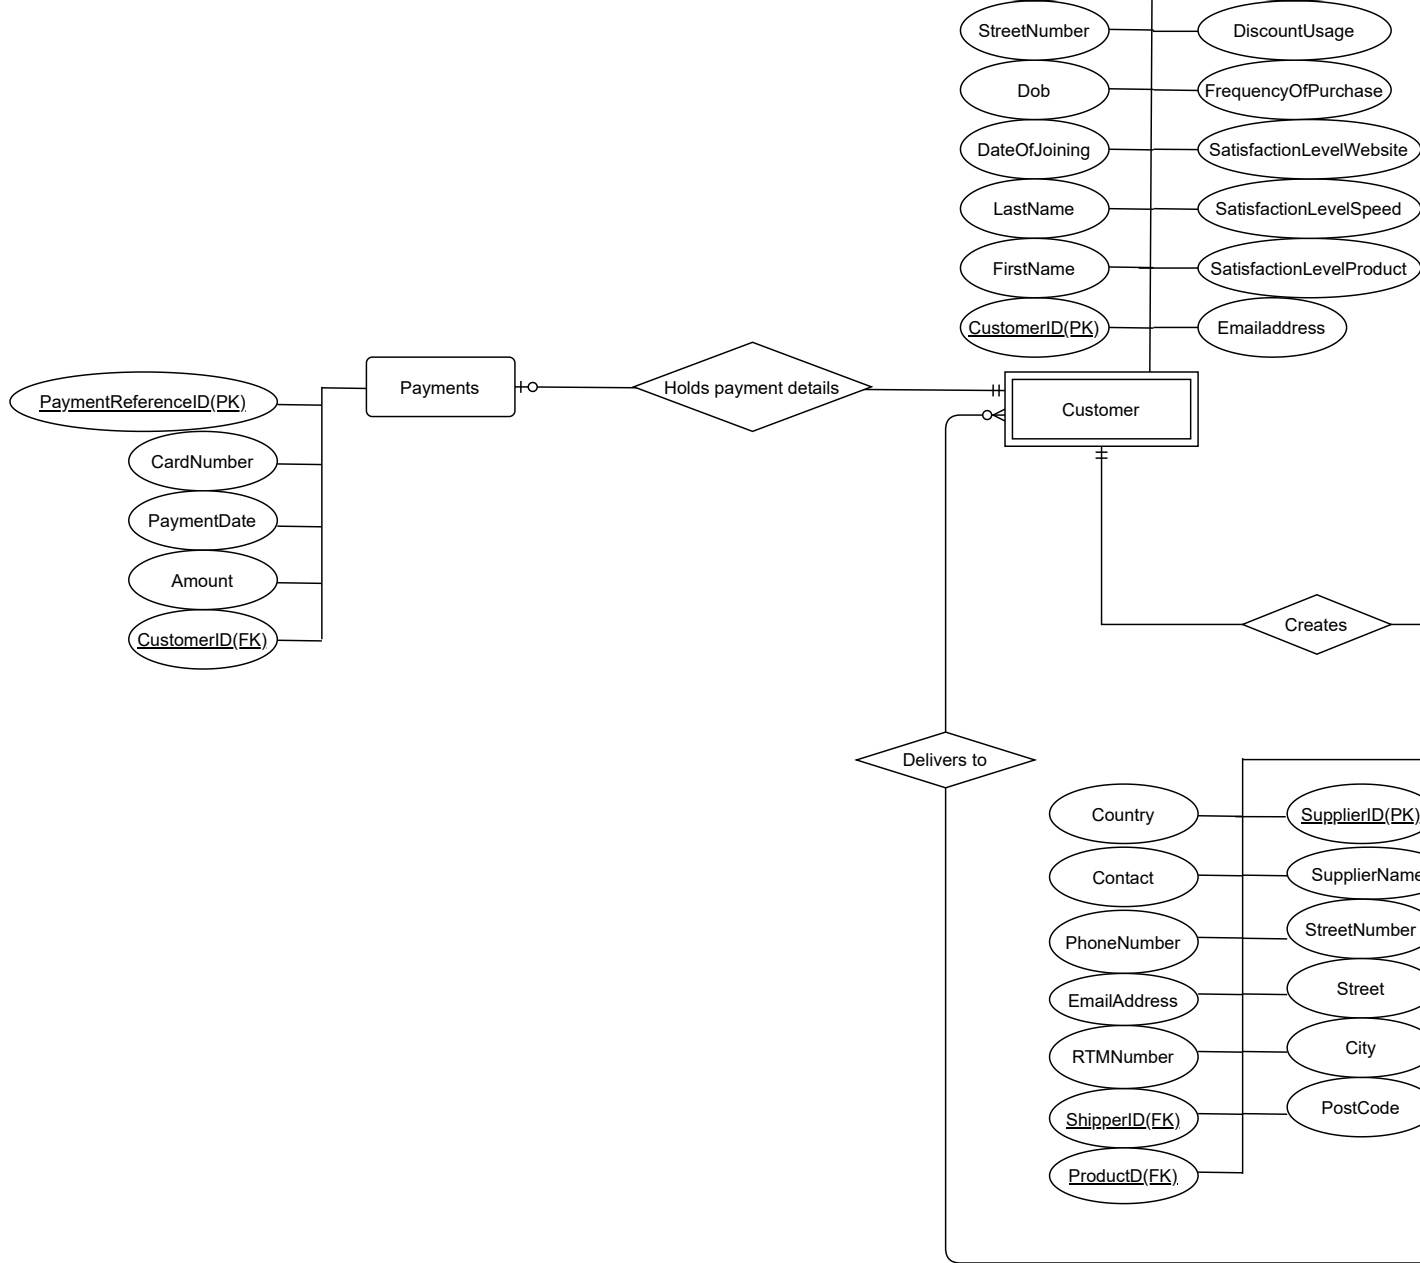 StreetNumber
DiscountUsage
Dob
FrequencyOfPurchase
DateOfJoining
SatisfactionLevelWebsite
LastName
SatisfactionLevelSpeed
FirstName
SatisfactionLevelProduct
CustomerID(PK)
Emailaddress
Payments
Holds payment details
Customer
PaymentReferenceID(PK)
CardNumber
PaymentDate
Amount
CustomerID(FK)
Creates
Delivers to
Country
SupplierID(PK)
Contact
SupplierName
PhoneNumber
StreetNumber
EmailAddress
Street
RTMNumber
City
ShipperID(FK)
PostCode
ProductD(FK)